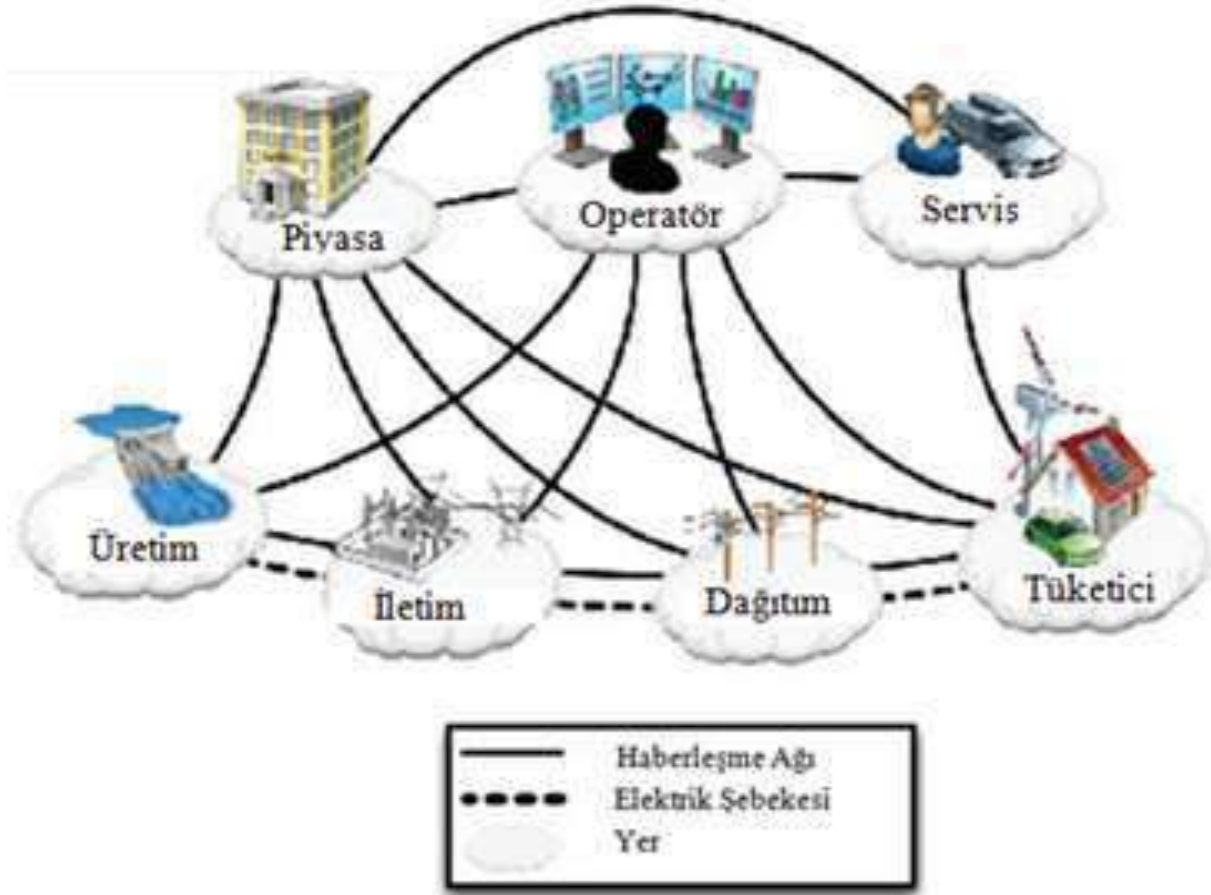 Piyasa
Operatör
Servis
Üretim
İletim
Dağıtım
Tüketici
Haberleşme Ağı
Elektrik Şebekesi
Yer